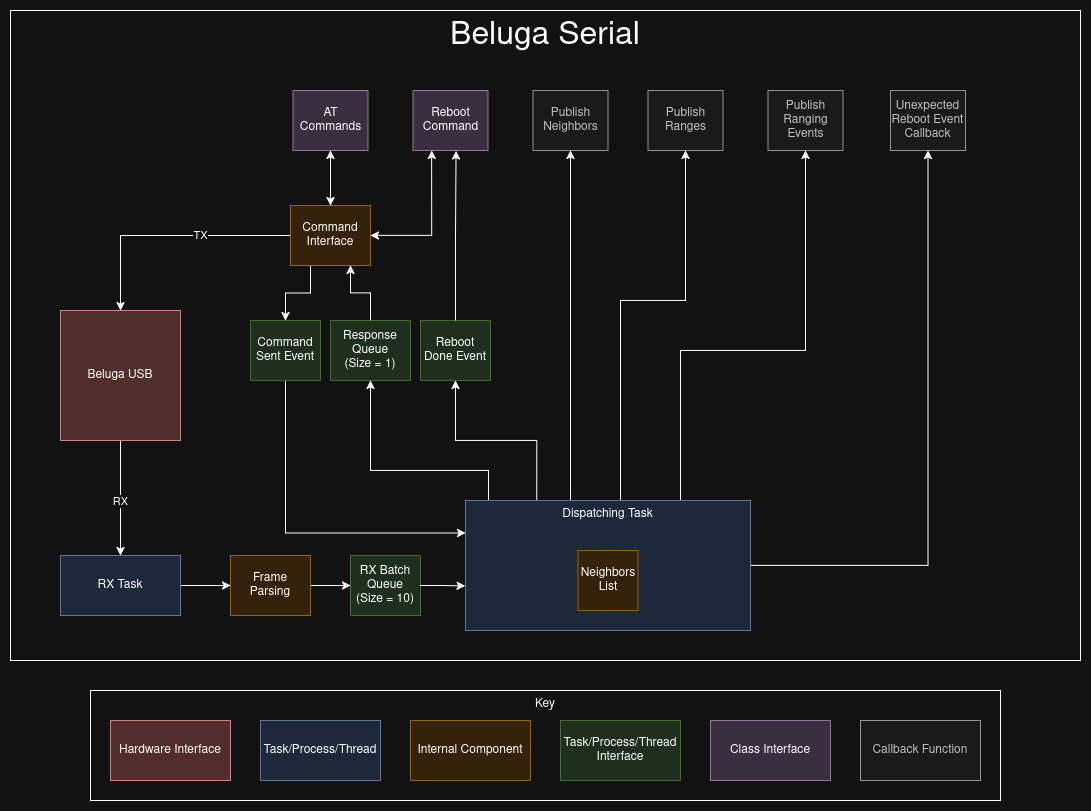 Beluga Serial
AT
Commands
Reboot
Command
Publish
Neighbors
Publish
Ranges
Publish
Ranging
Events
Unexpected
Reboot Event
Callback
Command
Interface
TX
Beluga USB
Command
Sent Event
Response
Queue
(Size = 1)
Reboot
Done Event
RX
Dispatching Task
RX Task
Frame
Parsing
RX Batch
Queue
(Size = 10)
Neighbors
List
Key
Hardware Interface
Task/Process/Thread
Internal Component
Task/Process/Thread
Interface
Class Interface
Callback Function